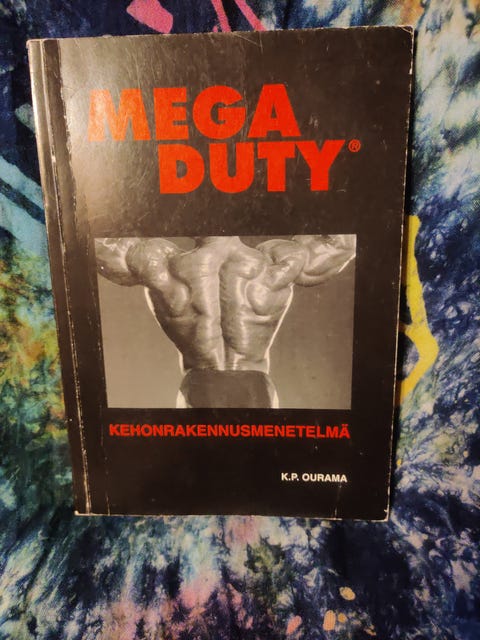 MEGA
DUTY®
KEHONRAKENNUSMENETELMÄ
K.P. OURAMA